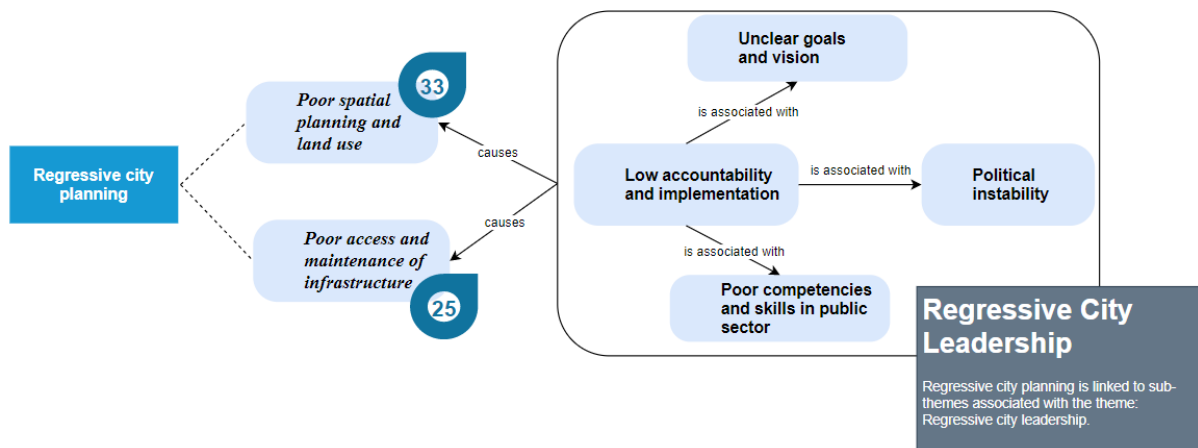 Regressive city
planning
33
Poor spatial
planning and
land use
causes
causes
Poor access and
maintenance of
infrastructure
25
Unclear goals
and vision
is associated with
Low accountability
and implementation
is associated with
Political
instability
is associated with
Poor competencies
and skills in public
sector
Regressive City
Leadership
Regressive city planning is linked to sub-
themes associated with the theme:
Regressive city leadership.